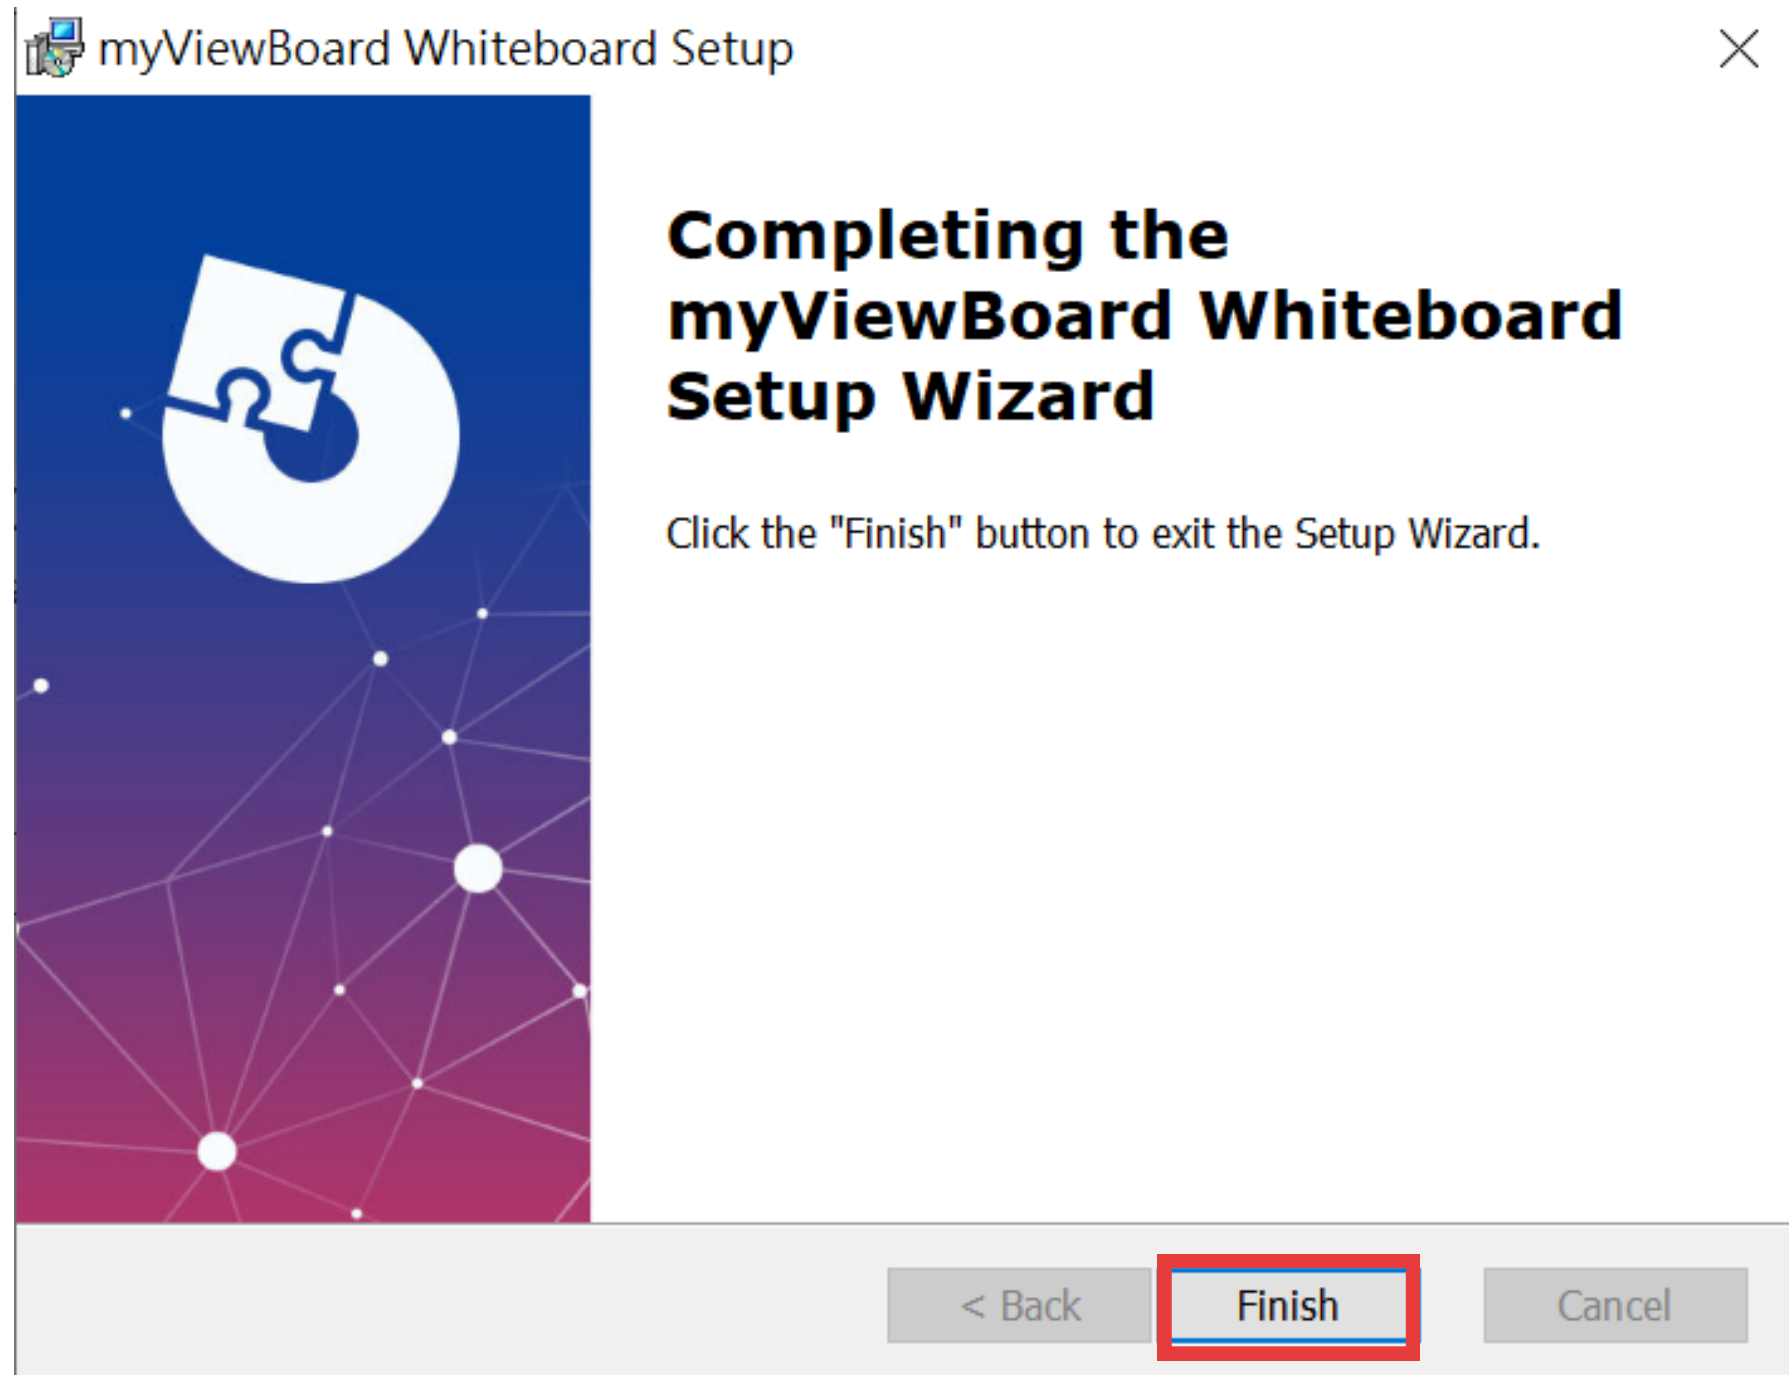 myViewBoard Whiteboard Setup
Completing the
myViewBoard Whiteboard
Setup Wizard
Click the "Finish" button to exit the Setup Wizard.
< Back
Finish
Cancel